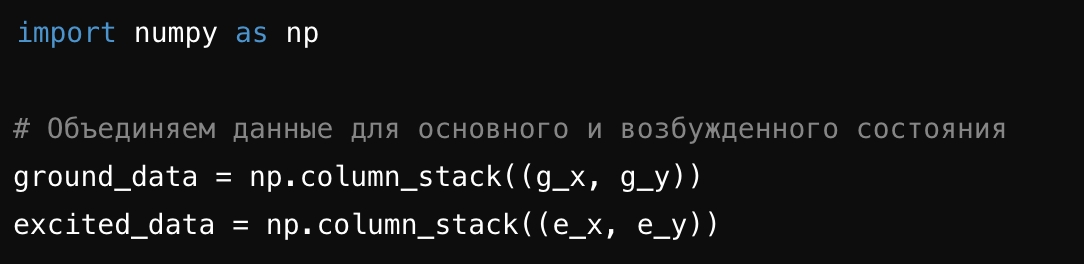 import numpy as np
# Объединяем данные для основного и возбужденного состояния
ground_data = np.column_stack((g_x, g_y))
excited_data = np.column_stack((e_x, e_y))